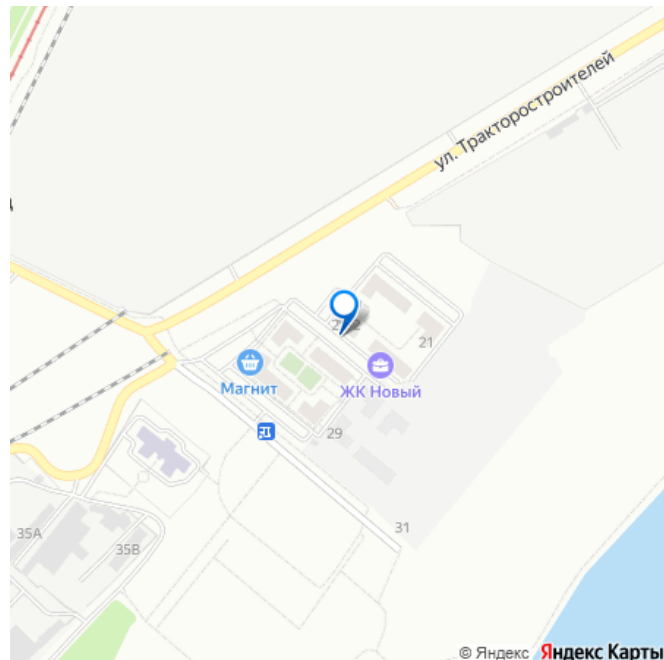 ул. Тракторостроителей
21
Магнит
ЖК Новый
29
31
35А
35В
© Яндекс Яндекс Карты